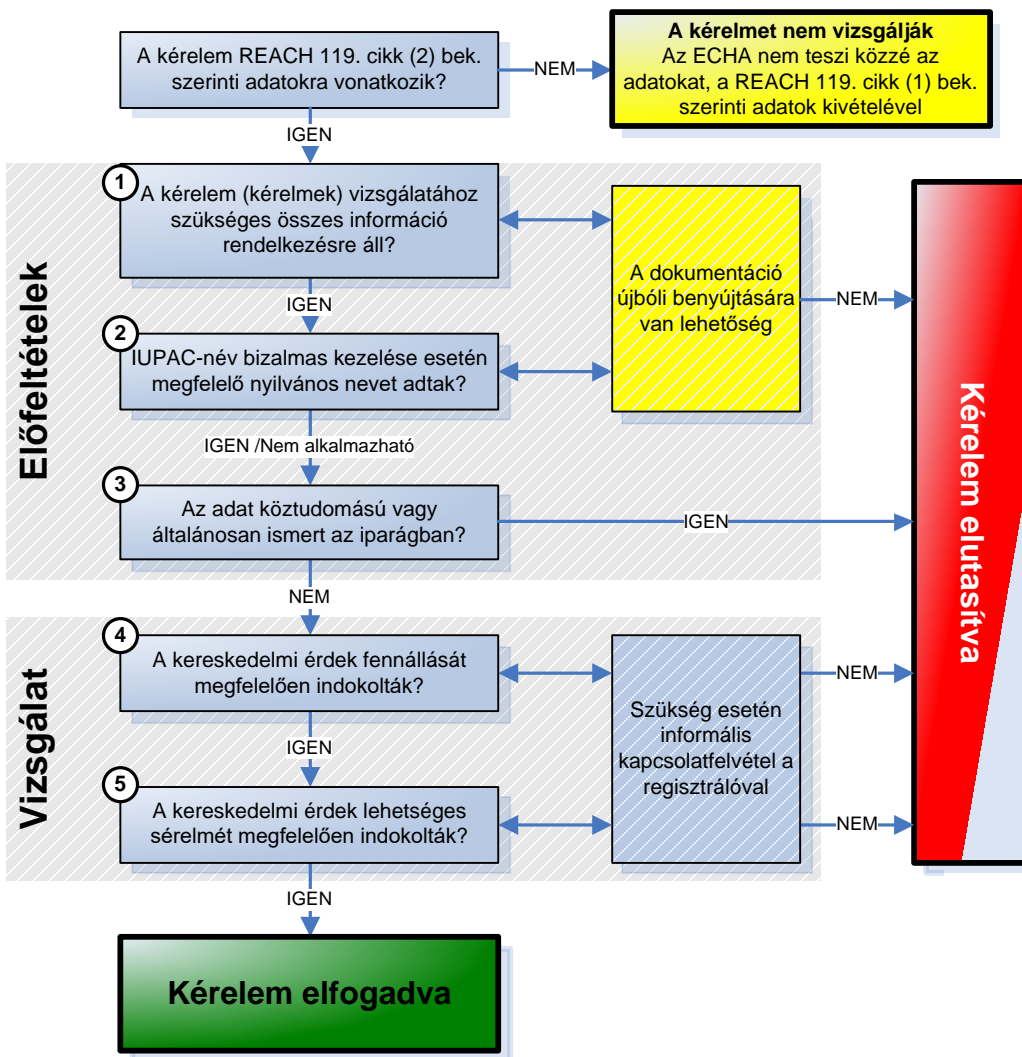 A kérelem REACH 119. cikk (2) bek.
szerinti adatokra vonatkozik?
NEM
A kérelmet nem vizsgálják
Az ECHA nem teszi közzé az
adatokat, a REACH 119. cikk (1) bek.
szerinti adatok kivételével
IGEN
Előfeltételek
1
A kérelem (kérelmek) vizsgálatához
szükséges összes információ
rendelkezésre áll?
A dokumentáció
újbóli benyújtására
van lehetőség
NEM
IGEN
2
IUPAC-név bizalmas kezelése esetén
megfelelő nyilvános nevet adtak?
IGEN /Nem alkalmazható
3
Az adat köztudomású vagy
általánosan ismert az iparágban?
IGEN
Kérelem elutasítva
NEM
Vizsgálat
4
A kereskedelmi érdek fennállását
megfelelően indokolták?
Szükség esetén
informális
kapcsolatfelvétel a
regisztrálóval
NEM
IGEN
5
A kereskedelmi érdek lehetséges
sérelmét megfelelően indokolták?
NEM
IGEN
Kérelem elfogadva